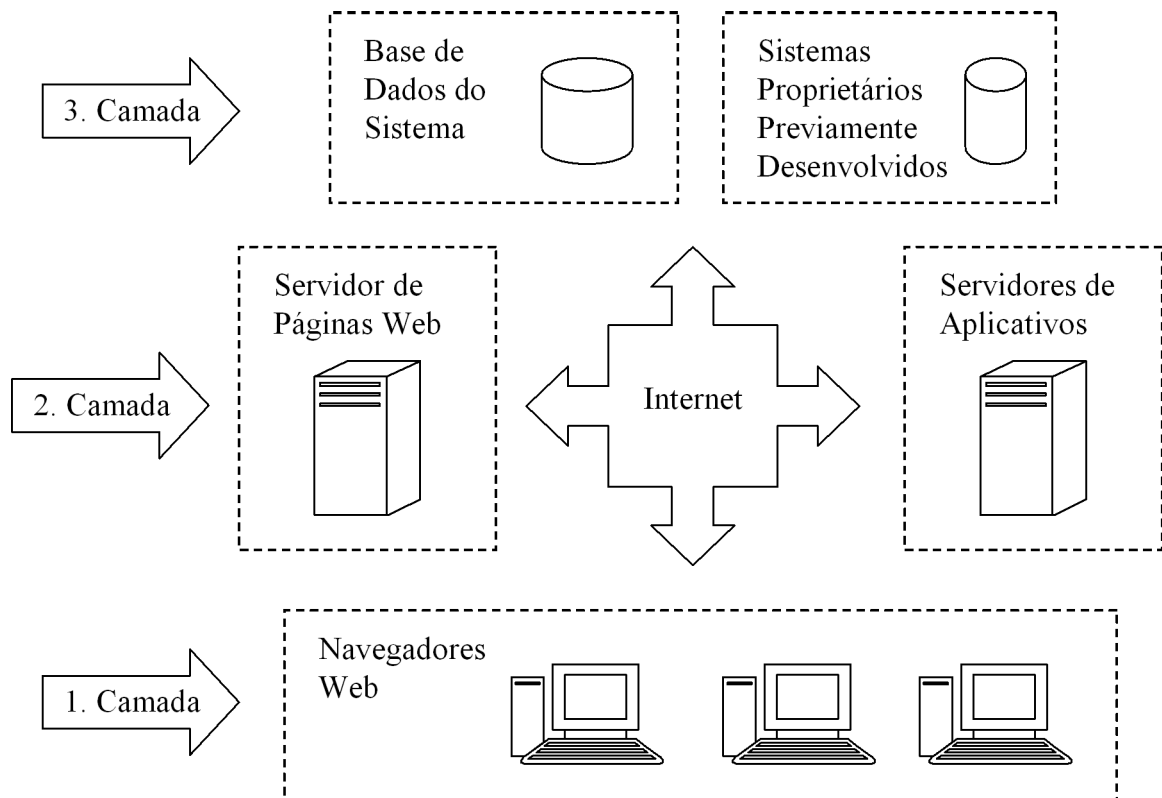 3. Camada
Base de
Dados do
Sistema
Sistemas
Proprietários
Previamente
Desenvolvidos
2. Camada
Servidor de
Páginas Web
Internet
Servidores de
Aplicativos
1. Camada
Navegadores
Web